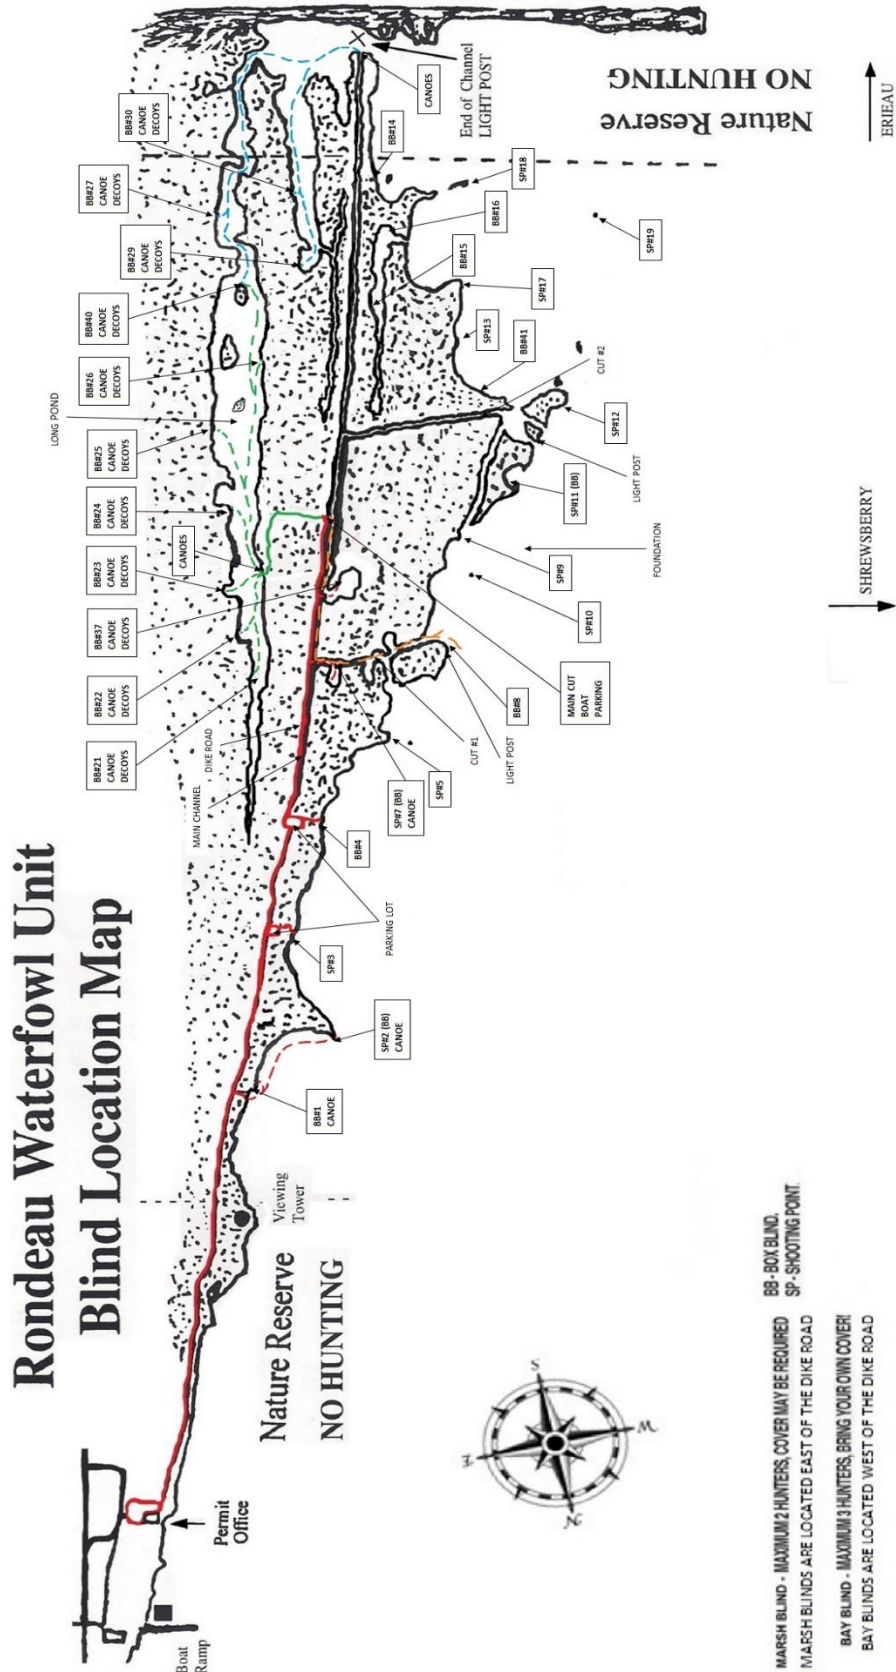 Rondeau Waterfowl Unit
Blind Location Map
Boat
Ramp
Permit
Office
Nature Reserve
NO HUNTING
Viewing
Tower
BB#1
CANOE
SP#2 (BB)
CANOE
SP#3
PARKING LOT
BB#4
MAIN CHANNEL
DIKE ROAD
SP#5
SP#7 (BB)
CANOE
CUT #1
LIGHT POST
BB#8
MAIN CUT
BOAT
PARKING
BB#21
CANOE
DECOYS
BB#22
CANOE
DECOYS
BB#37
CANOE
DECOYS
BB#23
CANOE
DECOYS
CANOES
BB#24
CANOE
DECOYS
BB#25
CANOE
DECOYS
LONG POND
BB#26
CANOE
DECOYS
BB#40
CANOE
DECOYS
BB#29
CANOE
DECOYS
BB#27
CANOE
DECOYS
BB#30
CANOE
DECOYS
SP#10
SP#9
FOUNDATION
SP#11 (BB)
LIGHT POST
SP#12
CUT #2
BB#41
SP#13
SP#17
BB#15
BB#16
SP#18
SP#19
BB#14
CANOES
End of Channel
LIGHT POST
Nature Reserve
NO HUNTING
ERIEAU
SHREWSBERRY
N
E
S
W
MARSH BLIND - MAXIMUM 2 HUNTERS, COVER MAY BE REQUIRED
MARSH BLINDS ARE LOCATED EAST OF THE DIKE ROAD
BAY BLIND - MAXIMUM 3 HUNTERS, BRING YOUR OWN COVER!
BAY BLINDS ARE LOCATED WEST OF THE DIKE ROAD
BB - BOX BLIND.
SP - SHOOTING POINT.